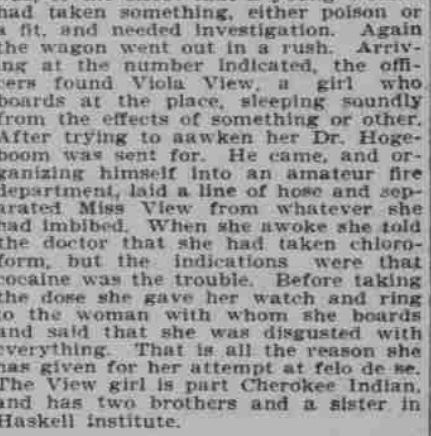 had taken something, either poison or
a fit, and needed investigation. Again
the wagon went out in a rush. Arriv-
ing at the number indicated, the offi-
cers found Viola View, a girl who
boards at the place, sleeping soundly
from the effects of something or other.
After trying to aawken her Dr. Hoge-
boom was sent for. He came, and or-
ganizing himself into an amateur fire
department, laid a line of hose and sep-
arated Miss View from whatever she
had imbibed. When she awoke she told
the doctor that she had taken chloro-
form, but the indications were that
cocaine was the trouble. Before taking
the dose she gave her watch and ring
to the woman with whom she boards
and said that she was disgusted with
everything. That is all the reason she
has given for her attempt at felo de se.
The View girl is part Cherokee Indian,
and has two brothers and a sister in
Haskell institute.